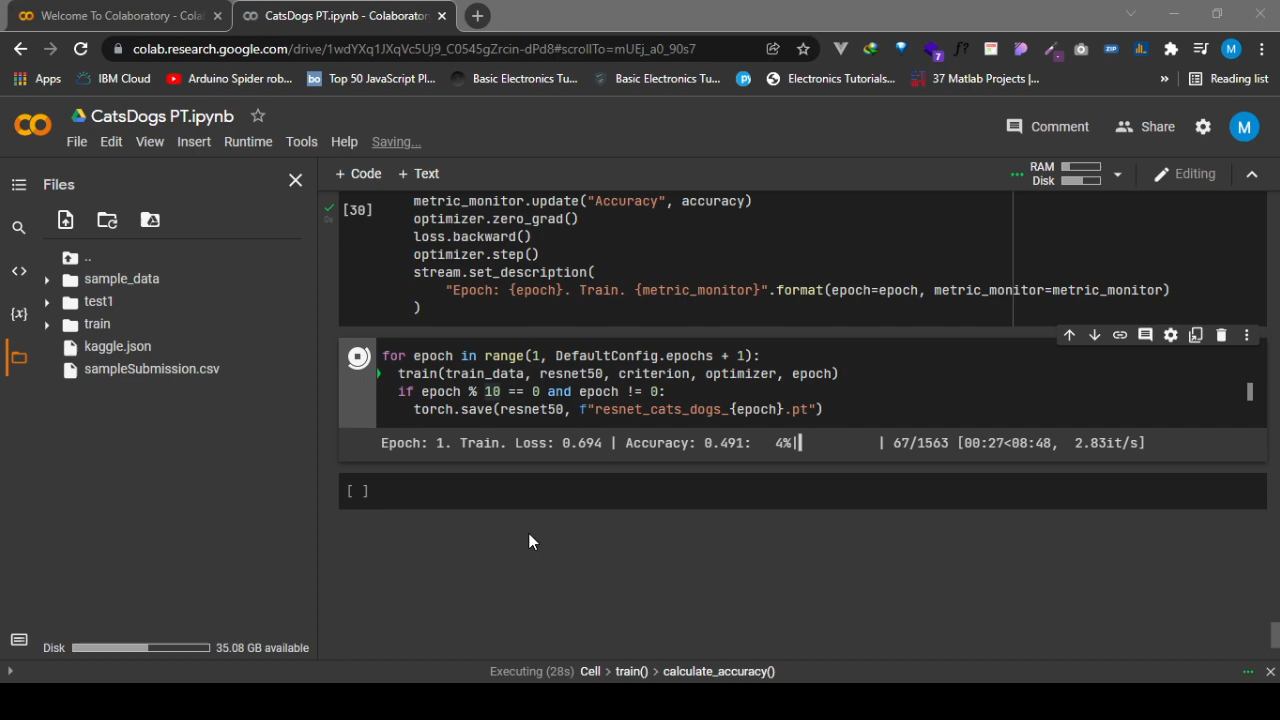 Welcome To Colaboratory - Cola
CatsDogs PT.ipynb - Colaborator
colab.research.google.com/drive/1wdYXq1JXqVc5Uj9_C0545gZrcin-dPd8#scrollTo=mUEj_a0_90s7
Apps IBM Cloud Arduino Spider rob... Top 50 JavaScript Pl... Basic Electronics Tu... Basic Electronics Tu... Electronics Tutorials... 37 Matlab Projects |... » Reading list
CatsDogs PT.ipynb
File Edit View Insert Runtime Tools Help Saving...
Comment Share M
Files
+ Code + Text
RAM
Disk
Editing
..
sample_data
test1
train
kaggle.json
sampleSubmission.csv
[30]
metric_monitor.update("Accuracy", accuracy)
optimizer.zero_grad()
loss.backward()
optimizer.step()
stream.set_description(
"Epoch: {epoch}. Train. {metric_monitor}".format(epoch=epoch, metric_monitor=metric_monitor)
)
for epoch in range(1, DefaultConfig.epochs + 1):
train(train_data, resnet50, criterion, optimizer, epoch)
if epoch % 10 == 0 and epoch != 0:
torch.save(resnet50, f"resnet_cats_dogs_{epoch}.pt")
Epoch: 1. Train. Loss: 0.694 | Accuracy: 0.491: 4%| | 67/1563 [00:27<08:48, 2.83it/s]
[ ]
Disk 35.08 GB available
Executing (28s) Cell > train() > calculate_accuracy()